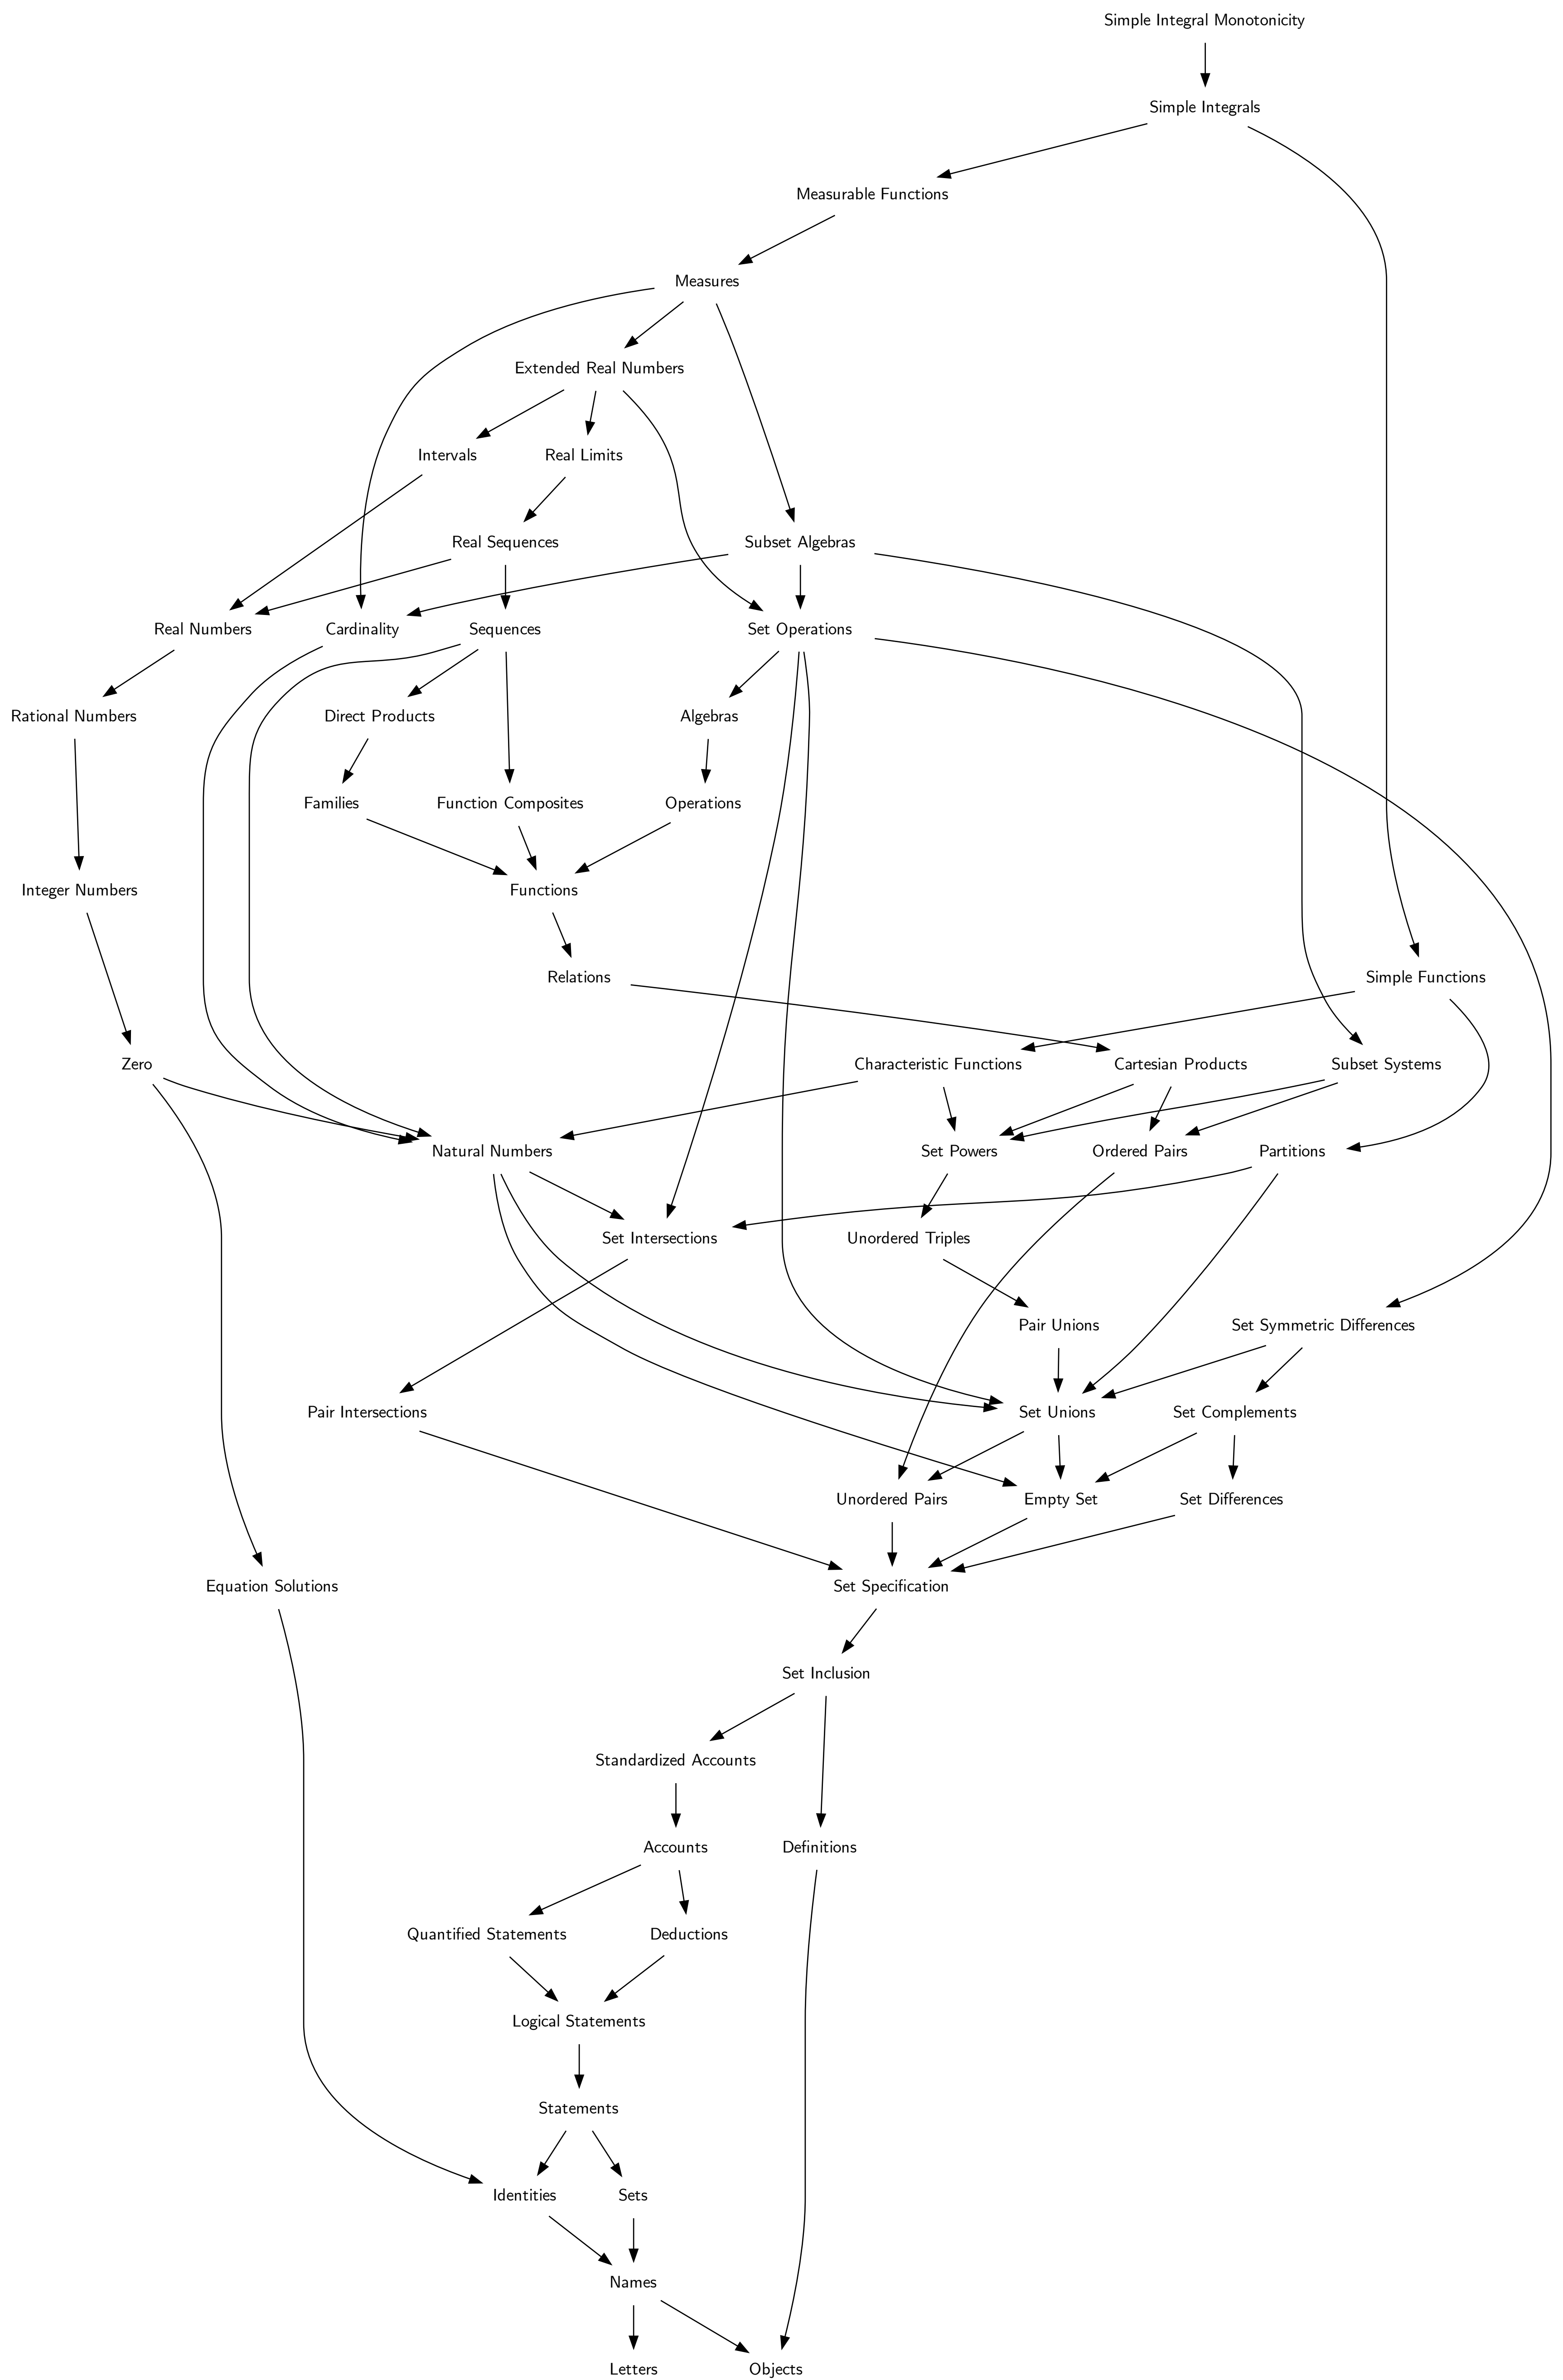 Simple Integral Monotonicity
Simple Integrals
Measurable Functions
Measures
Extended Real Numbers
Intervals
Real Limits
Real Sequences
Subset Algebras
Real Numbers
Cardinality
Sequences
Set Operations
Rational Numbers
Direct Products
Algebras
Families
Function Composites
Operations
Integer Numbers
Functions
Relations
Simple Functions
Zero
Characteristic Functions
Cartesian Products
Subset Systems
Natural Numbers
Set Powers
Ordered Pairs
Partitions
Set Intersections
Unordered Triples
Pair Unions
Set Symmetric Differences
Pair Intersections
Set Unions
Set Complements
Unordered Pairs
Empty Set
Set Differences
Equation Solutions
Set Specification
Set Inclusion
Standardized Accounts
Accounts
Definitions
Quantified Statements
Deductions
Logical Statements
Statements
Identities
Sets
Names
Letters
Objects